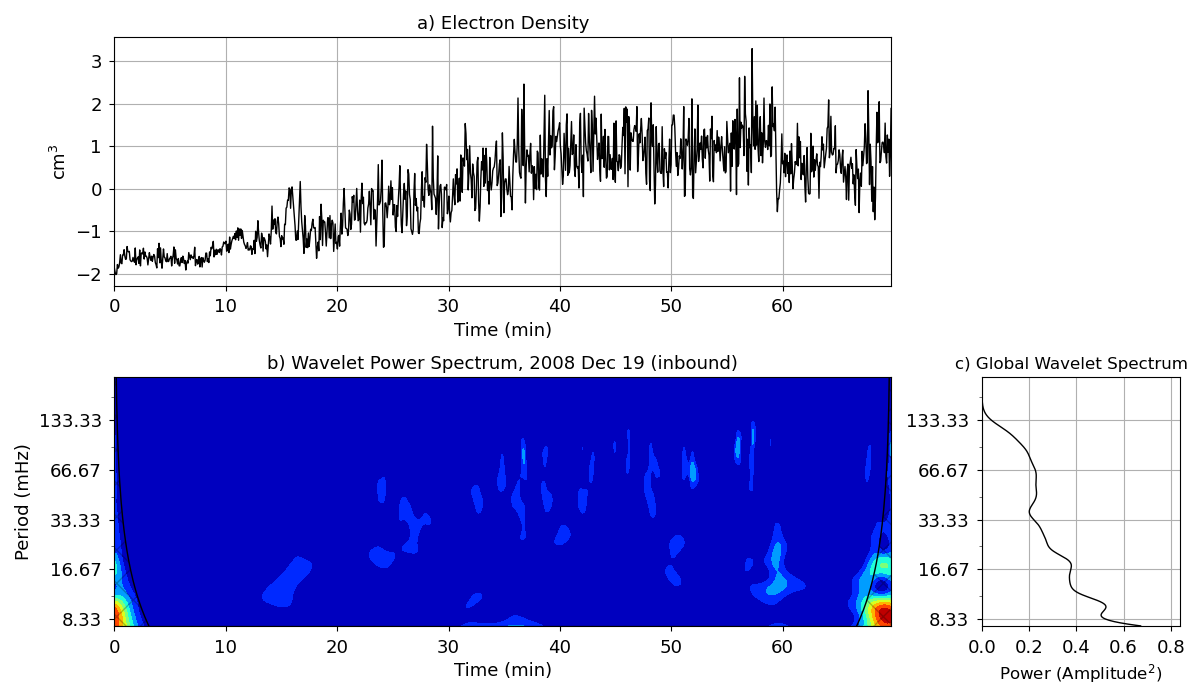 a) Electron Density
cm³
3
2
1
0
−1
−2
0 10 20 30 40 50 60
Time (min)
b) Wavelet Power Spectrum, 2008 Dec 19 (inbound)
Period (mHz)
133.33
66.67
33.33
16.67
8.33
0 10 20 30 40 50 60
Time (min)
c) Global Wavelet Spectrum
133.33
66.67
33.33
16.67
8.33
0.0 0.2 0.4 0.6 0.8
Power (Amplitude²)